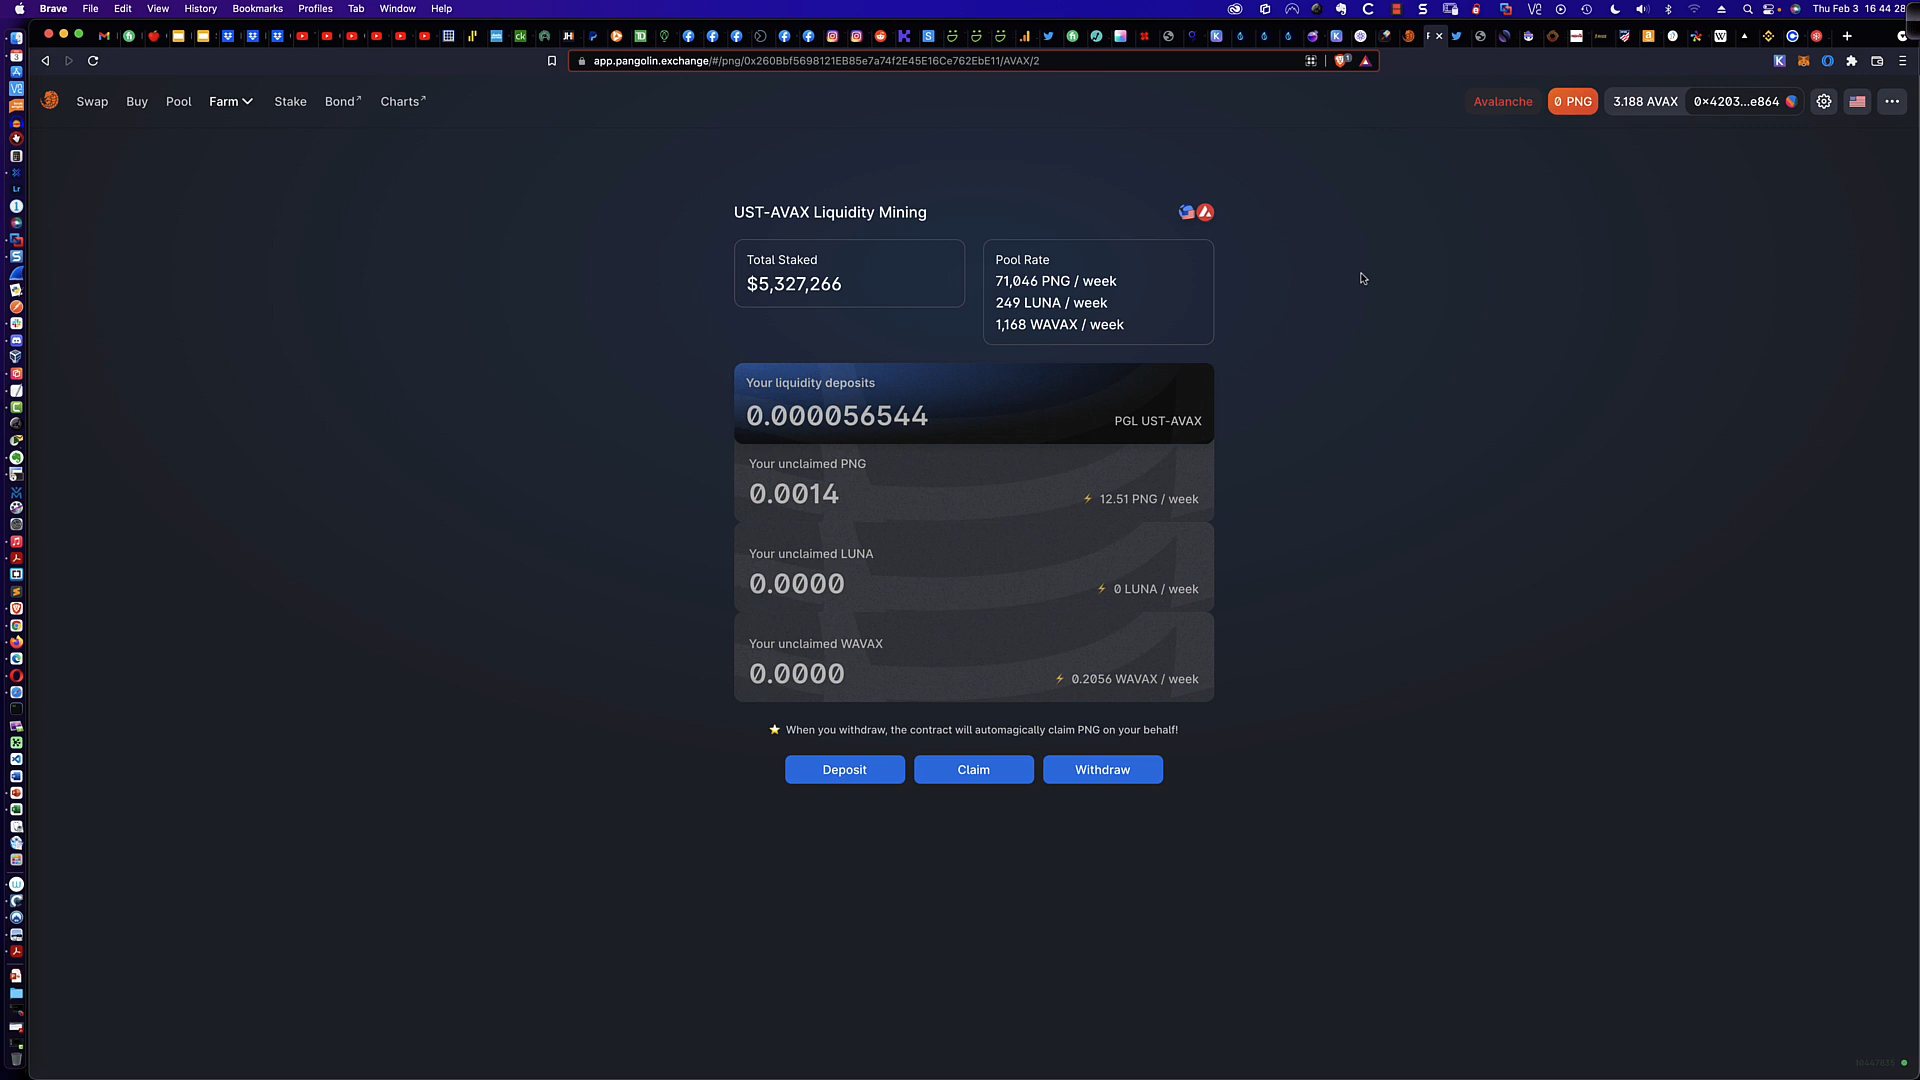 Brave File Edit View History Bookmarks Profiles Tab Window Help
Thu Feb 3 16 44 28
app.pangolin.exchange/#/png/0x260Bbf5698121EB85e7a74f2E45E16Ce762EbE11/AVAX/2
Swap Buy Pool Farm Stake Bond↗ Charts↗
Avalanche 0 PNG 3.188 AVAX 0×4203...e864
UST-AVAX Liquidity Mining
Total Staked
$5,327,266
Pool Rate
71,046 PNG / week
249 LUNA / week
1,168 WAVAX / week
Your liquidity deposits
0.000056544
PGL UST-AVAX
Your unclaimed PNG
0.0014
12.51 PNG / week
Your unclaimed LUNA
0.0000
0 LUNA / week
Your unclaimed WAVAX
0.0000
0.2056 WAVAX / week
When you withdraw, the contract will automagically claim PNG on your behalf!
Deposit Claim Withdraw